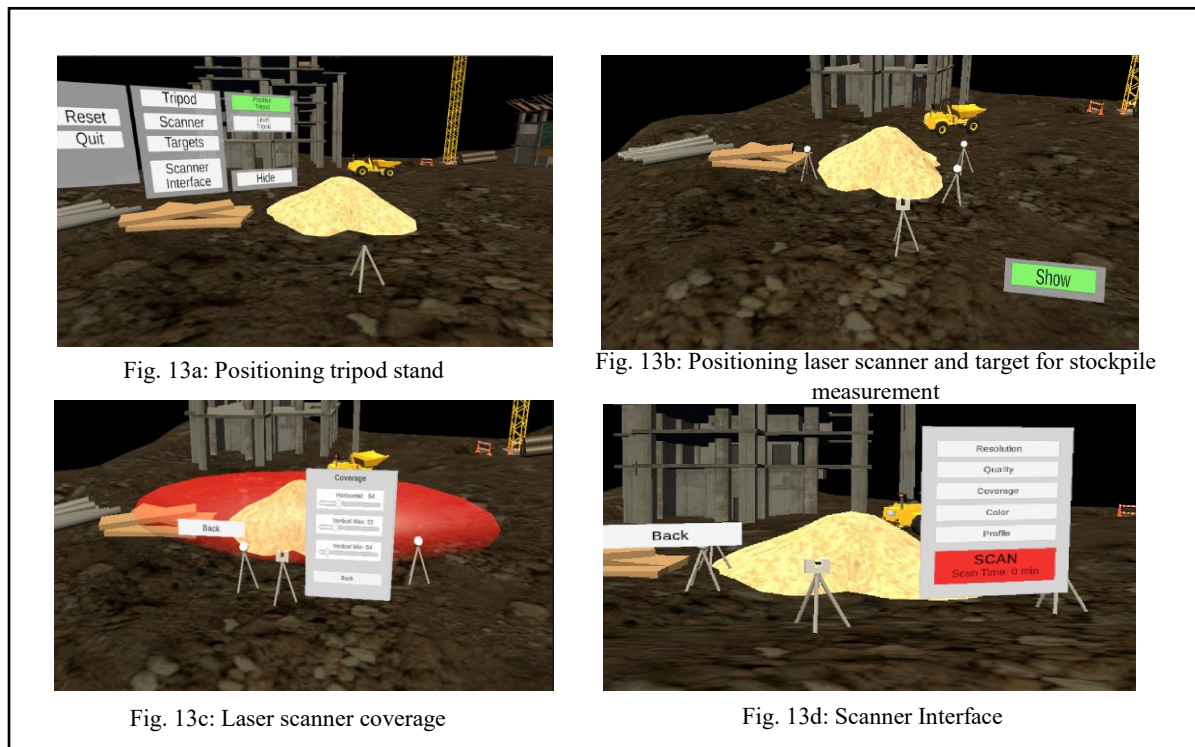 Reset
Quit
Tripod
Scanner
Targets
Scanner
Interface
Position
Tripod
Level
Tripod
Hide
Fig. 13a: Positioning tripod stand
Show
Fig. 13b: Positioning laser scanner and target for stockpile
measurement
Coverage
Horizontal: 54
Vertical Max: 22
Vertical Min: -54
Back
Back
Fig. 13c: Laser scanner coverage
Back
Resolution
Quality
Coverage
Color
Profile
SCAN
Scan Time: 0 min
Fig. 13d: Scanner Interface